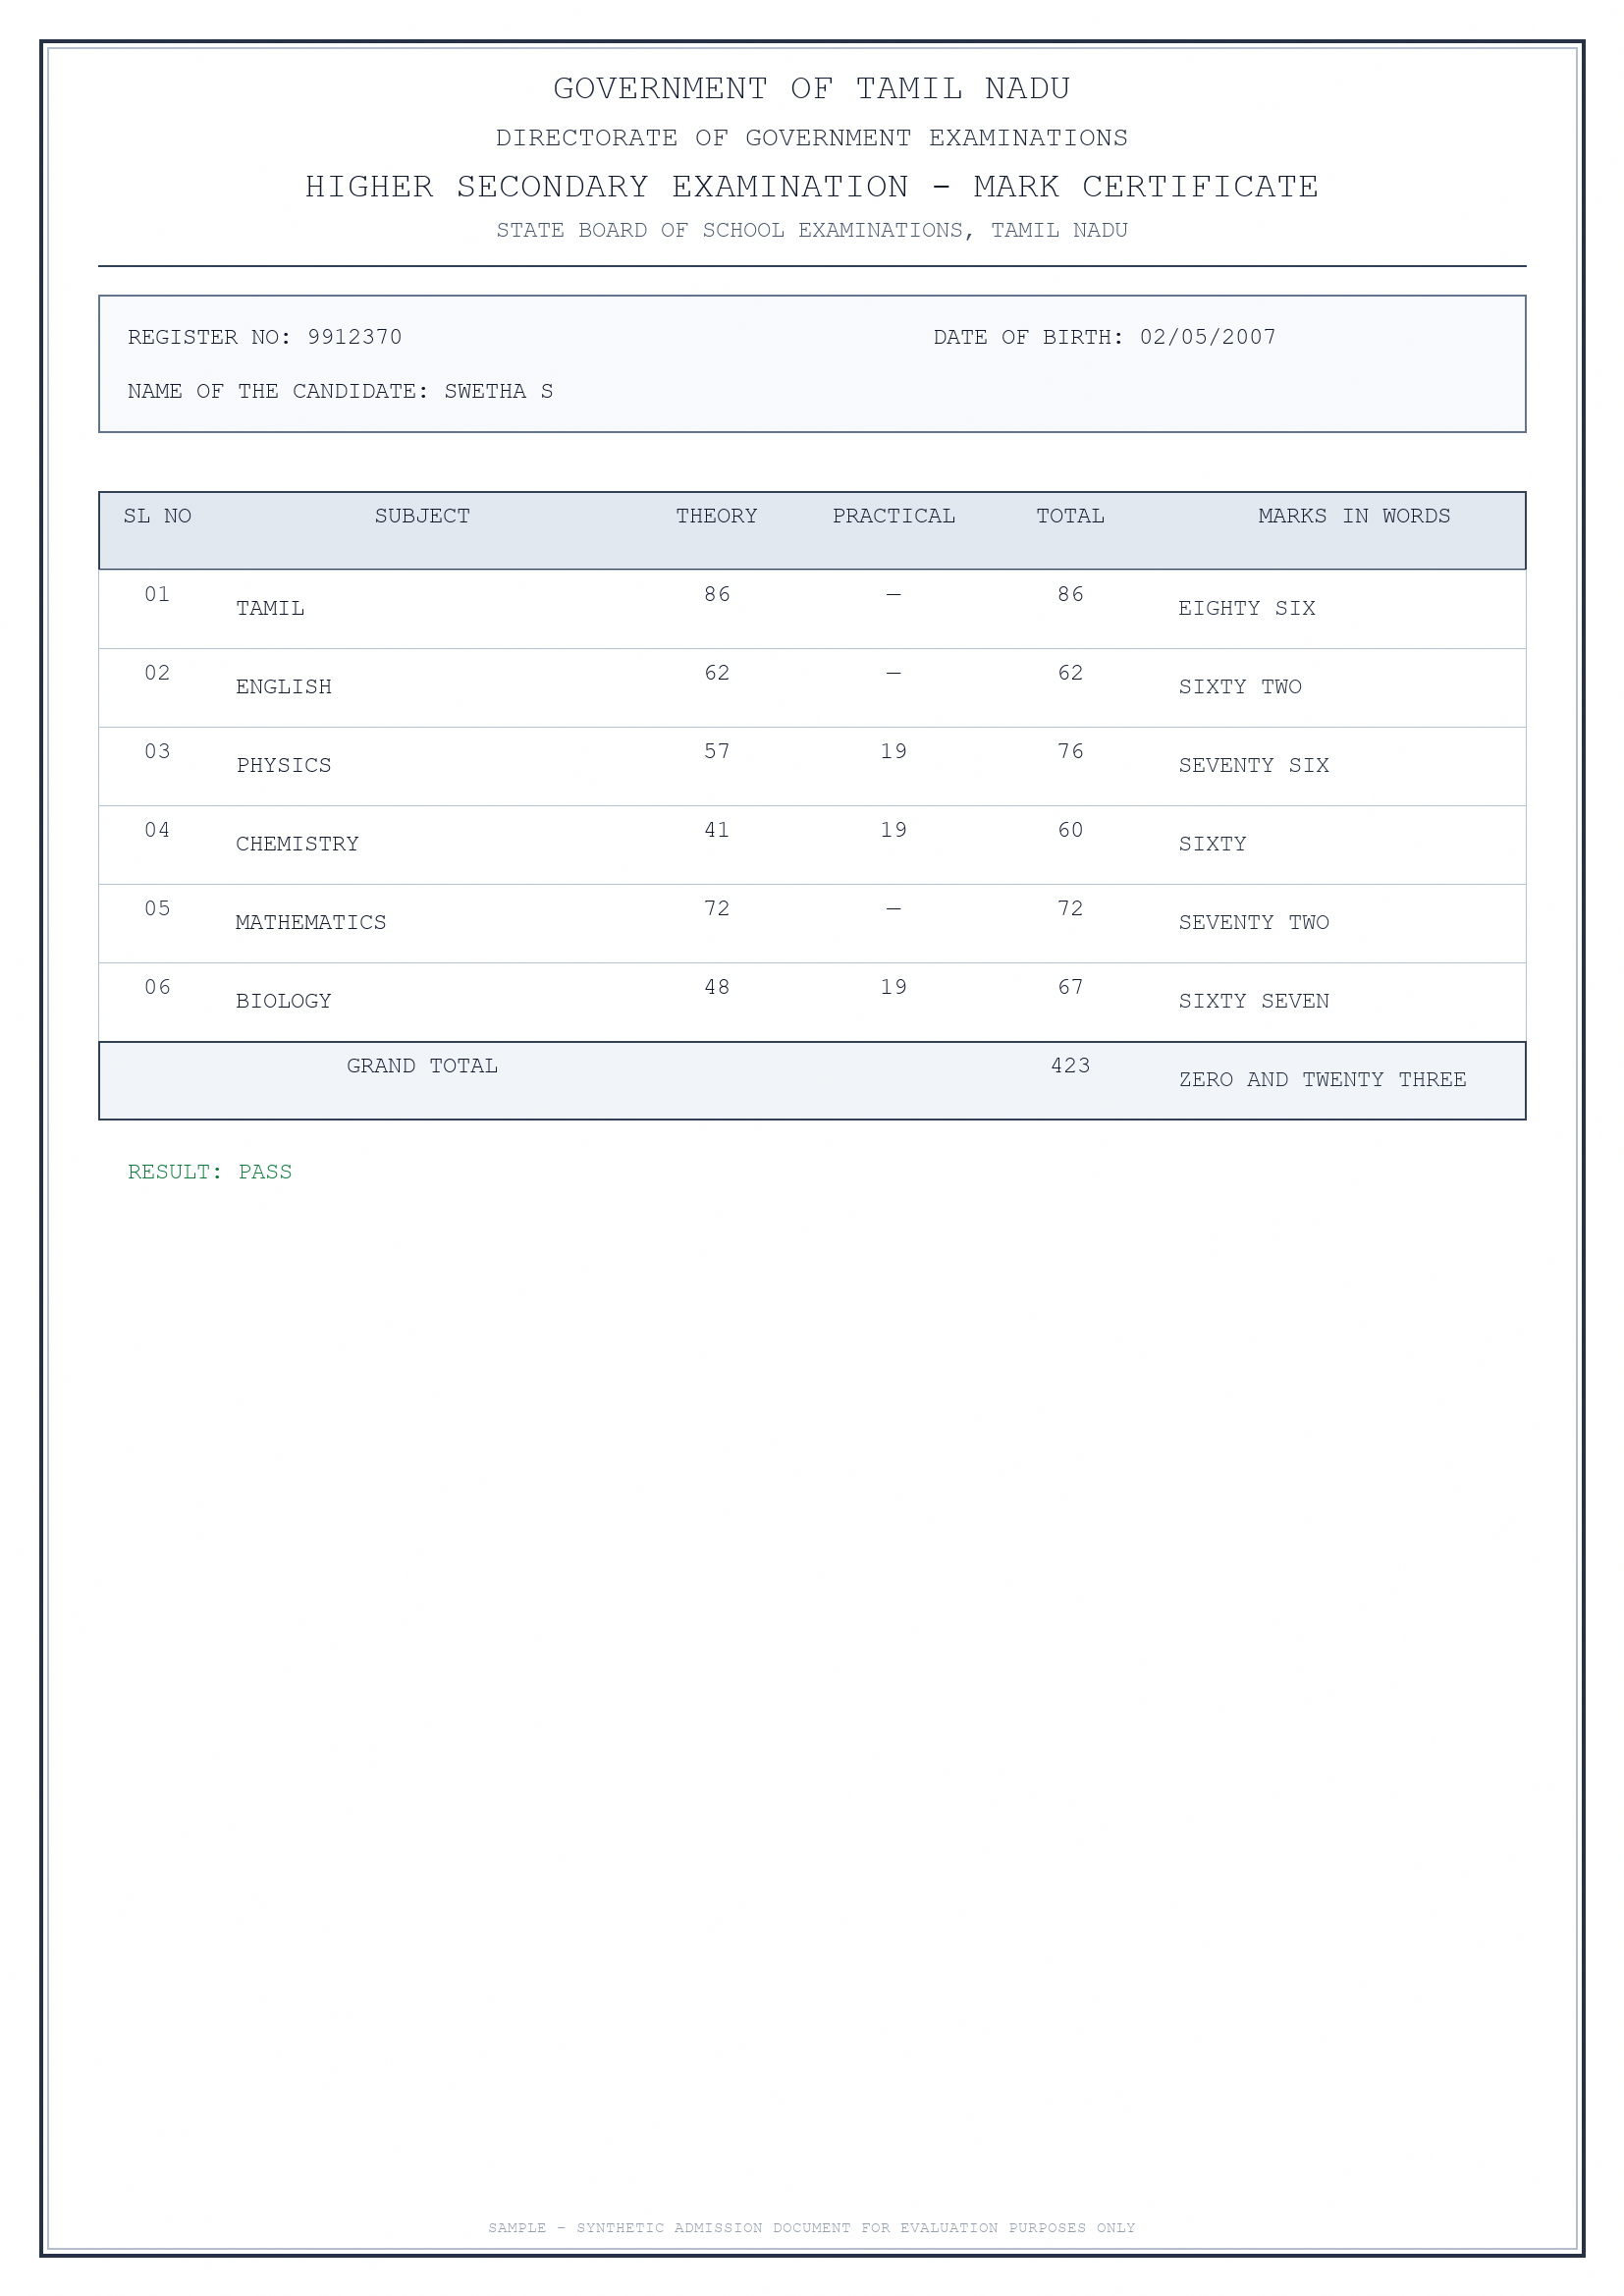 GOVERNMENT OF TAMIL NADU
DIRECTORATE OF GOVERNMENT EXAMINATIONS
HIGHER SECONDARY EXAMINATION – MARK CERTIFICATE
STATE BOARD OF SCHOOL EXAMINATIONS, TAMIL NADU
REGISTER NO: 9912370 DATE OF BIRTH: 02/05/2007
NAME OF THE CANDIDATE: SWETHA S
SL NO SUBJECT THEORY PRACTICAL TOTAL MARKS IN WORDS
01 TAMIL 86 — 86 EIGHTY SIX
02 ENGLISH 62 — 62 SIXTY TWO
03 PHYSICS 57 19 76 SEVENTY SIX
04 CHEMISTRY 41 19 60 SIXTY
05 MATHEMATICS 72 — 72 SEVENTY TWO
06 BIOLOGY 48 19 67 SIXTY SEVEN
GRAND TOTAL 423 ZERO AND TWENTY THREE
RESULT: PASS
SAMPLE – SYNTHETIC ADMISSION DOCUMENT FOR EVALUATION PURPOSES ONLY